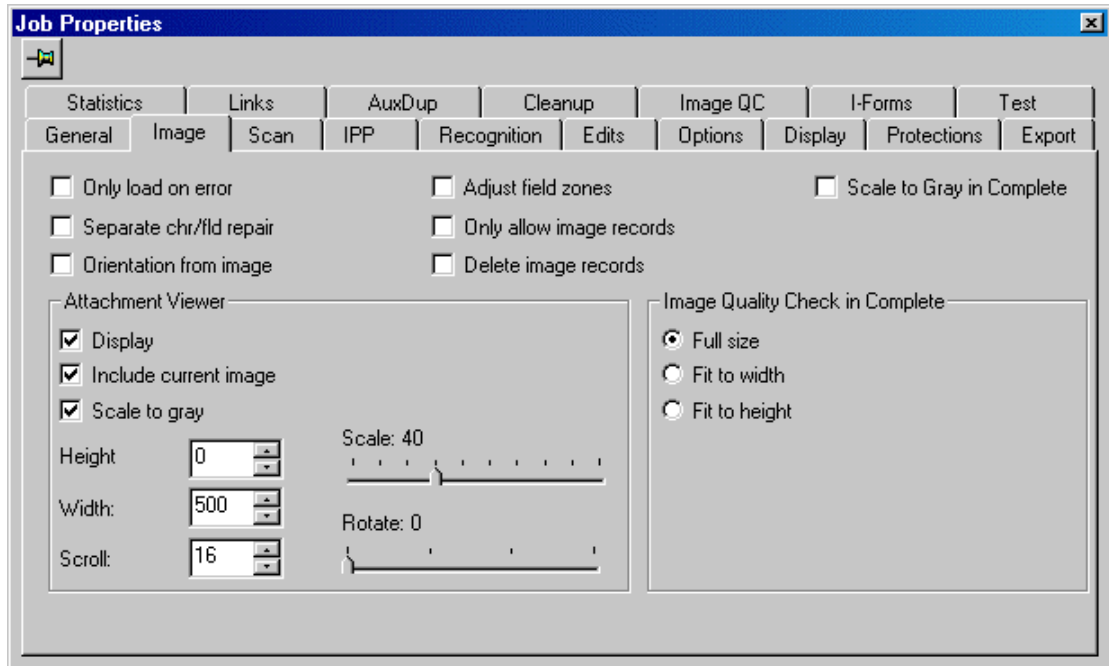 Job Properties
Statistics Links AuxDup Cleanup Image QC I-Forms Test
General Image Scan IPP Recognition Edits Options Display Protections Export
Only load on error Adjust field zones Scale to Gray in Complete
Separate chr/fld repair Only allow image records
Orientation from image Delete image records
Attachment Viewer Image Quality Check in Complete
Display Full size
Include current image Fit to width
Scale to gray Fit to height
Height 0 Scale: 40
Width: 500
Rotate: 0
Scroll: 16